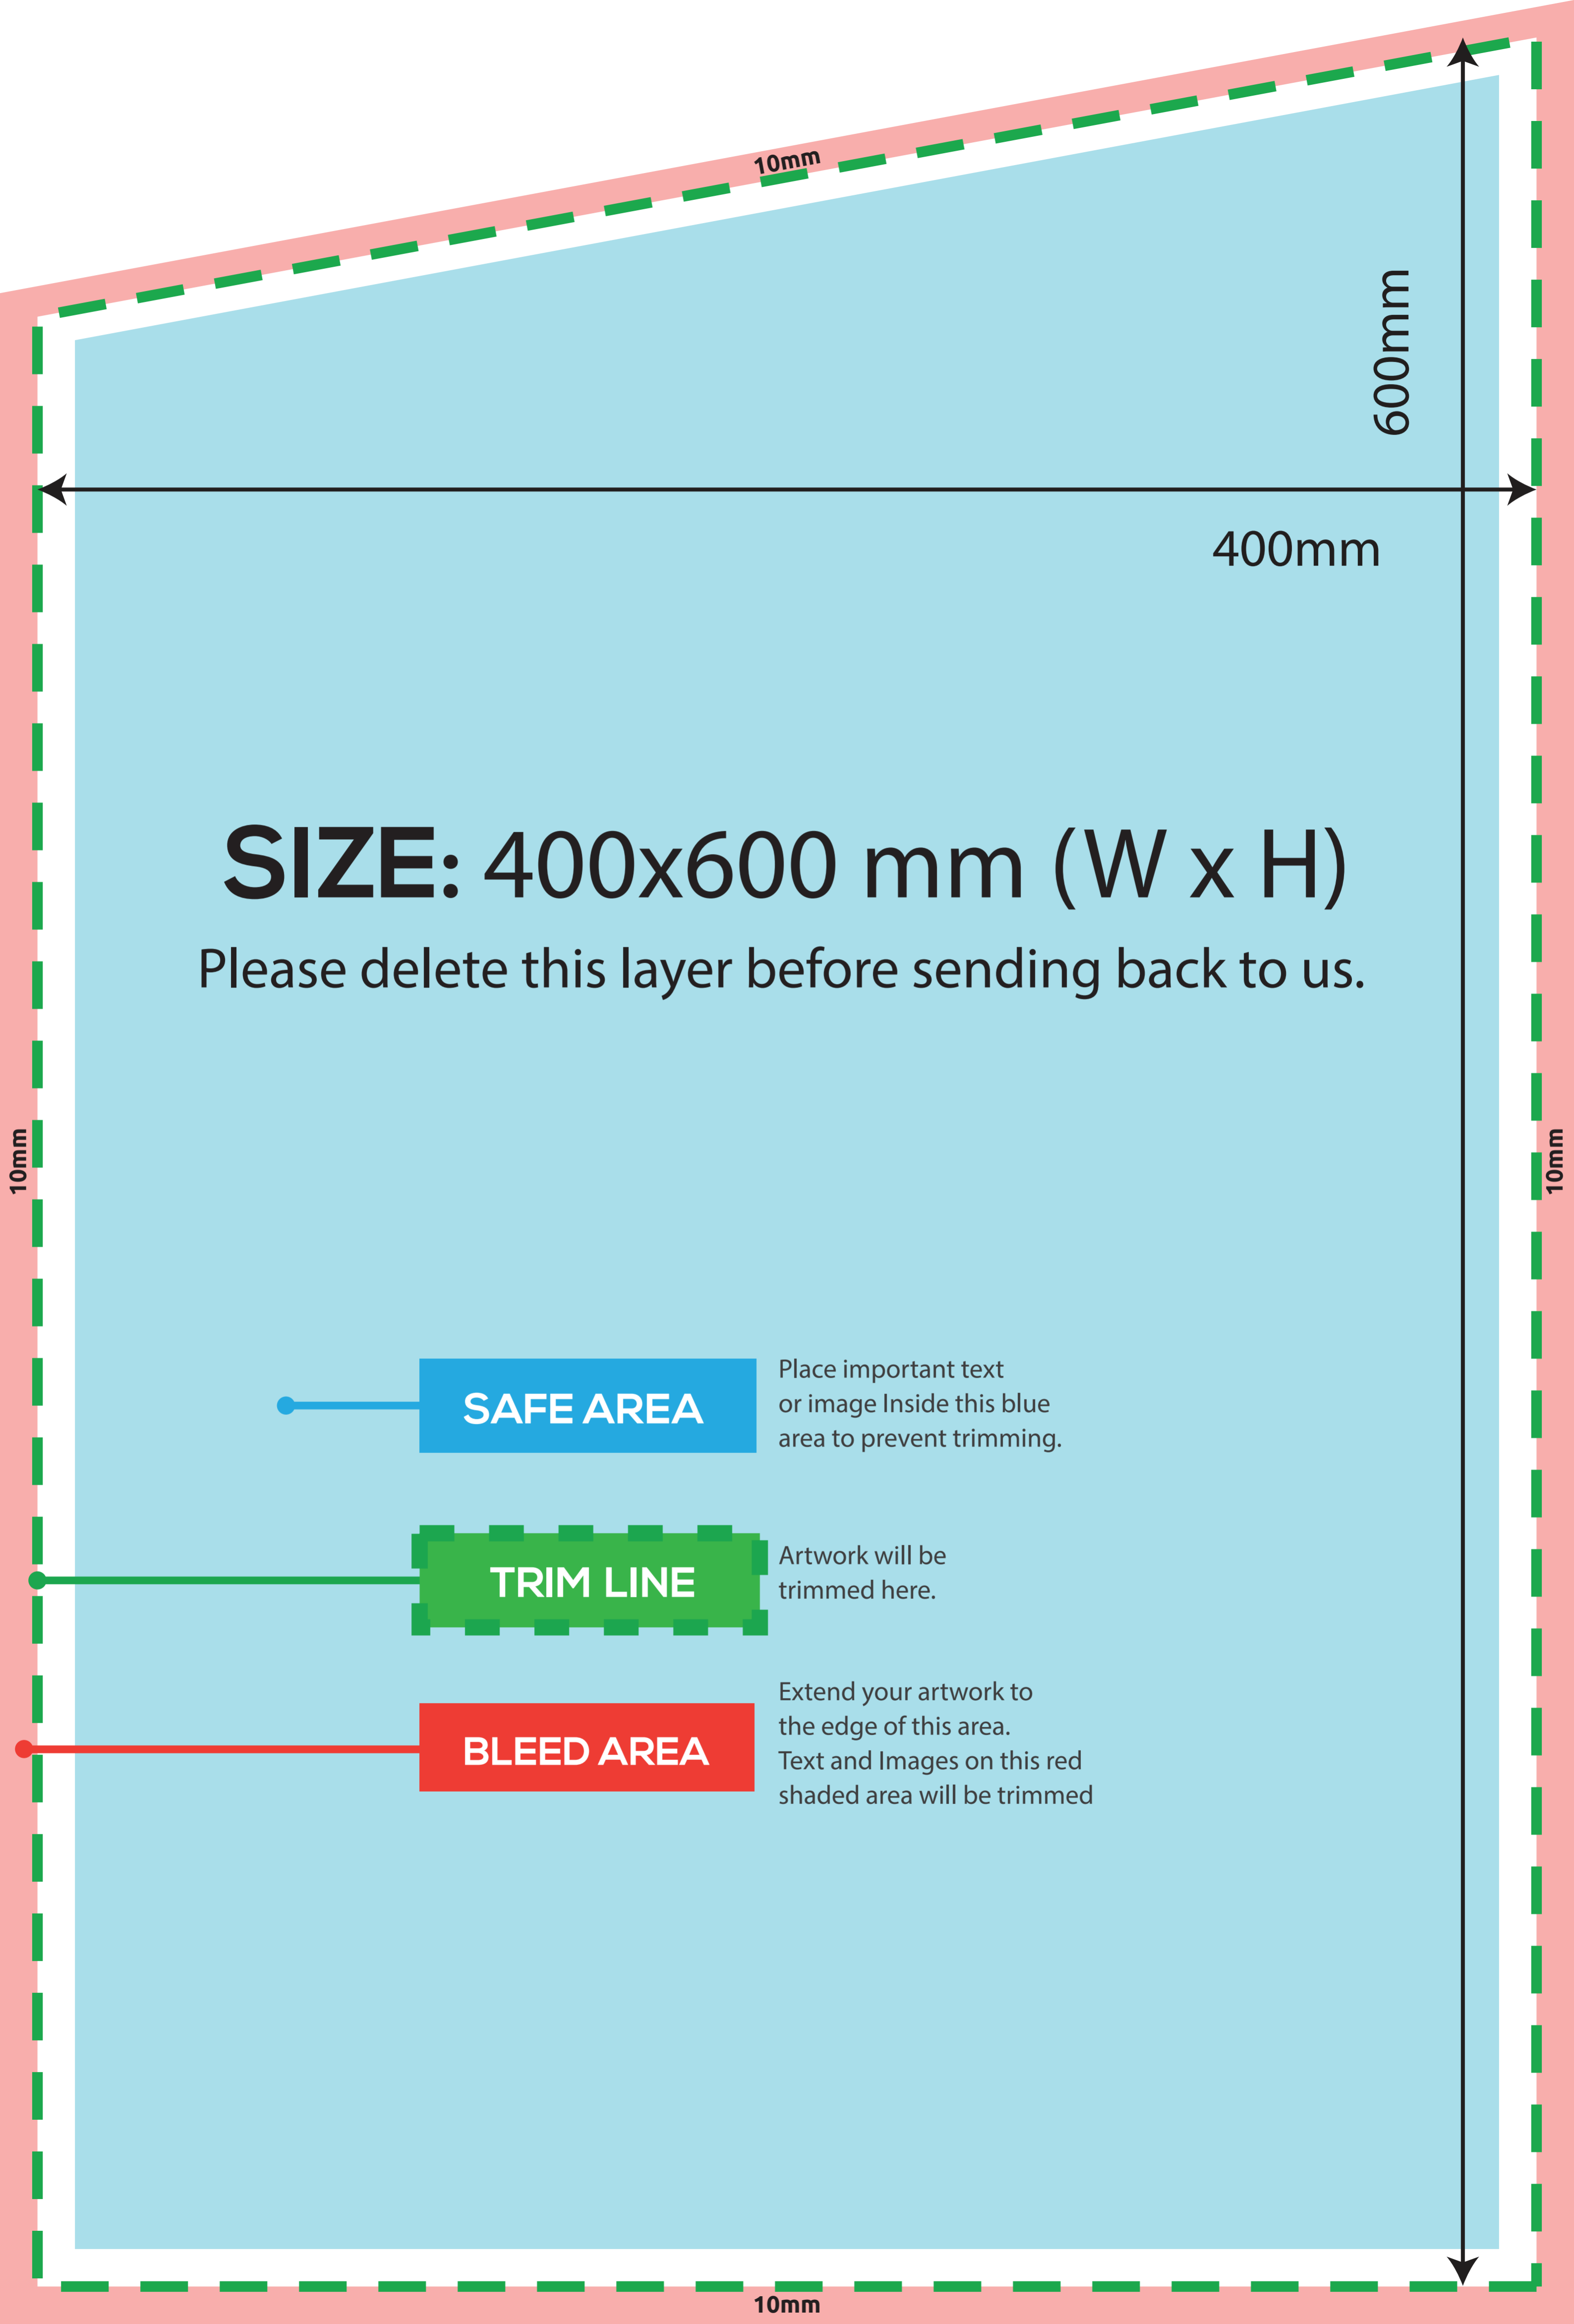 10mm
600mm
400mm
SIZE: 400x600 mm (W x H)
Please delete this layer before sending back to us.
10mm
10mm
SAFE AREA
Place important text
or image Inside this blue
area to prevent trimming.
TRIM LINE
Artwork will be
trimmed here.
BLEED AREA
Extend your artwork to
the edge of this area.
Text and Images on this red
shaded area will be trimmed
10mm